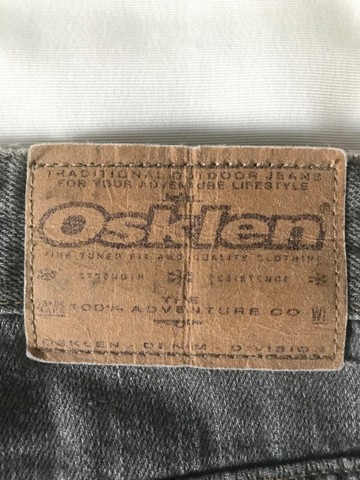 TRADITIONAL OUTDOOR JEANS
FOR YOUR ADVENTURE LIFESTYLE
THE
Osklen
FINE TUNED FIT AND QUALITY CLOTHING
STRENGTH RESISTENCE
THE
100% ADVENTURE CO
OSKLEN DENIM DIVISION